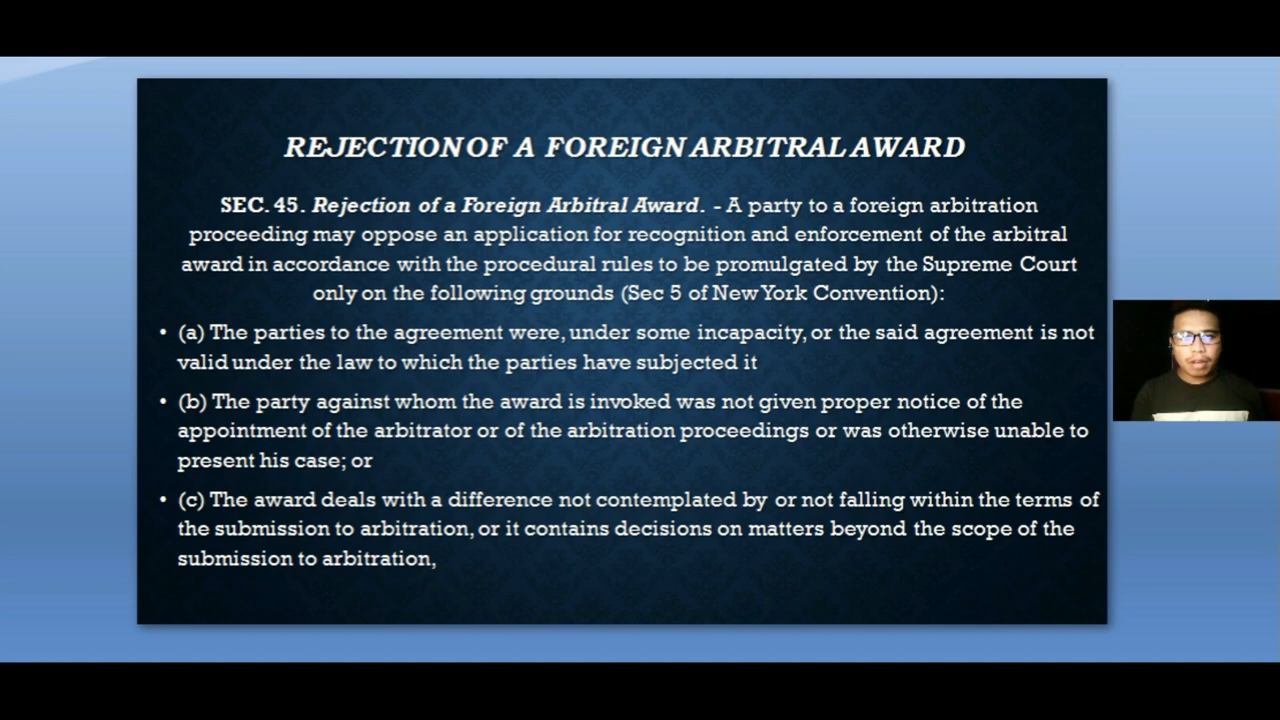 REJECTION OF A FOREIGN ARBITRAL AWARD
SEC. 45. Rejection of a Foreign Arbitral Award. - A party to a foreign arbitration
proceeding may oppose an application for recognition and enforcement of the arbitral
award in accordance with the procedural rules to be promulgated by the Supreme Court
only on the following grounds (Sec 5 of New York Convention):
• (a) The parties to the agreement were, under some incapacity, or the said agreement is not
valid under the law to which the parties have subjected it
• (b) The party against whom the award is invoked was not given proper notice of the
appointment of the arbitrator or of the arbitration proceedings or was otherwise unable to
present his case; or
• (c) The award deals with a difference not contemplated by or not falling within the terms of
the submission to arbitration, or it contains decisions on matters beyond the scope of the
submission to arbitration,